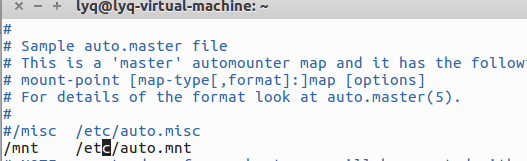 lyq@lyq-virtual-machine: ~
#
# Sample auto.master file
# This is a 'master' automounter map and it has the follow
# mount-point [map-type[,format]:]map [options]
# For details of the format look at auto.master(5).
#
#/misc /etc/auto.misc
/mnt /etc/auto.mnt